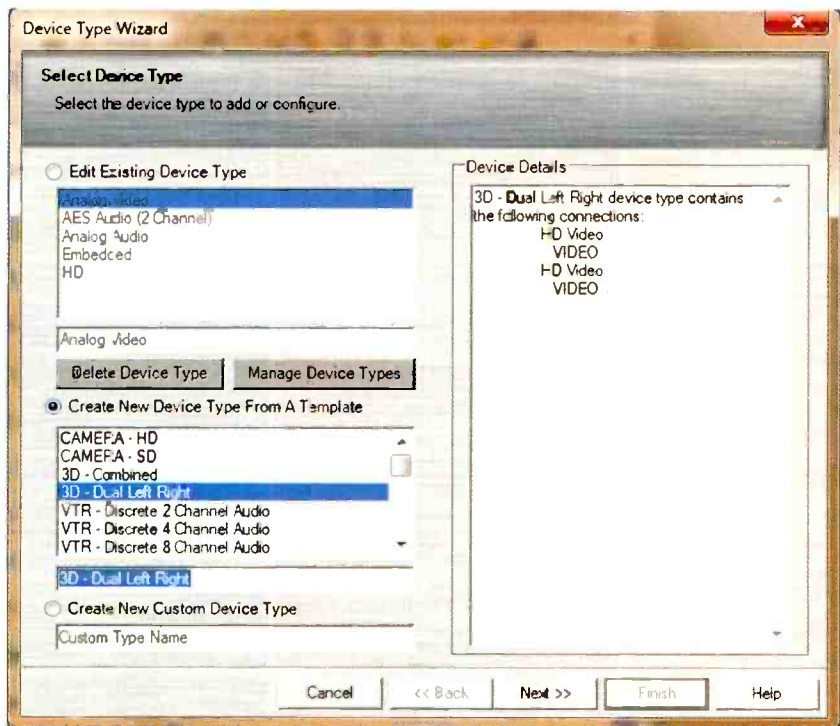 Device Type Wizard
Select Device Type
Select the device type to add or configure.
Edit Existing Device Type
Analog Video
AES Audio (2 Channel)
Analog Audio
Embedded
HD
Analog Video
Delete Device Type
Manage Device Types
Create New Device Type From A Template
CAMERA - HD
CAMERA - SD
3D - Combined
3D - Dual Left Right
VTR - Discrete 2 Channel Audio
VTR - Discrete 4 Channel Audio
VTR - Discrete 8 Channel Audio
3D - Dual Left Right
Create New Custom Device Type
Custom Type Name
Device Details
3D - Dual Left Right device type contains
the following connections:
HD Video
VIDEO
HD Video
VIDEO
Cancel
<< Back
Next >>
Finish
Help